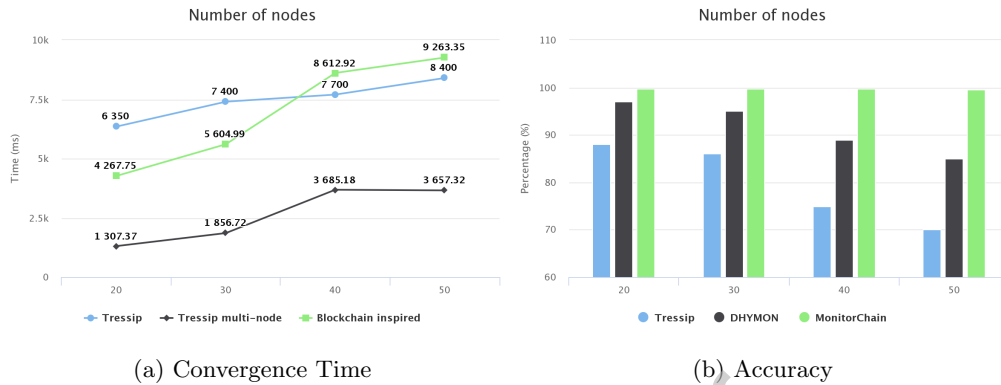 Number of nodes
10k
7.5k
5k
2.5k
0
Time (ms)
6 350
7 400
7 700
8 400
4 267.75
5 604.99
8 612.92
9 263.35
1 307.37
1 856.72
3 685.18
3 657.32
20 30 40 50
Tressip Tressip multi-node Blockchain inspired
(a) Convergence Time
Number of nodes
110
100
90
80
70
60
Percentage (%)
20 30 40 50
Tressip DHYMON MonitorChain
(b) Accuracy